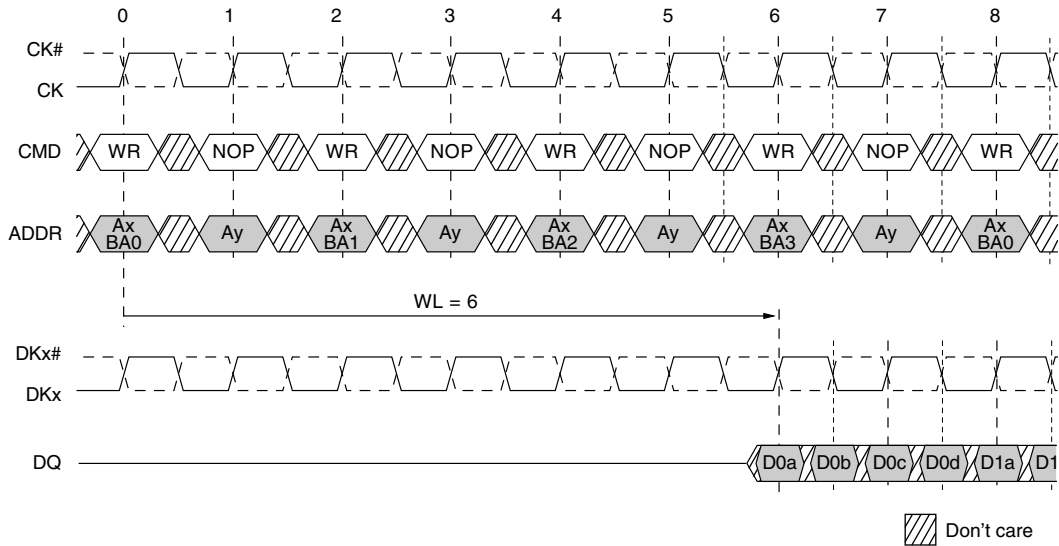 0 1 2 3 4 5 6 7 8
CK#
CK
CMD WR NOP WR NOP WR NOP WR NOP WR
ADDR Ax BA0 Ay Ax BA1 Ay Ax BA2 Ay Ax BA3 Ay Ax BA0
WL = 6
DKx#
DKx
DQ D0a D0b D0c D0d D1a D1
Don't care